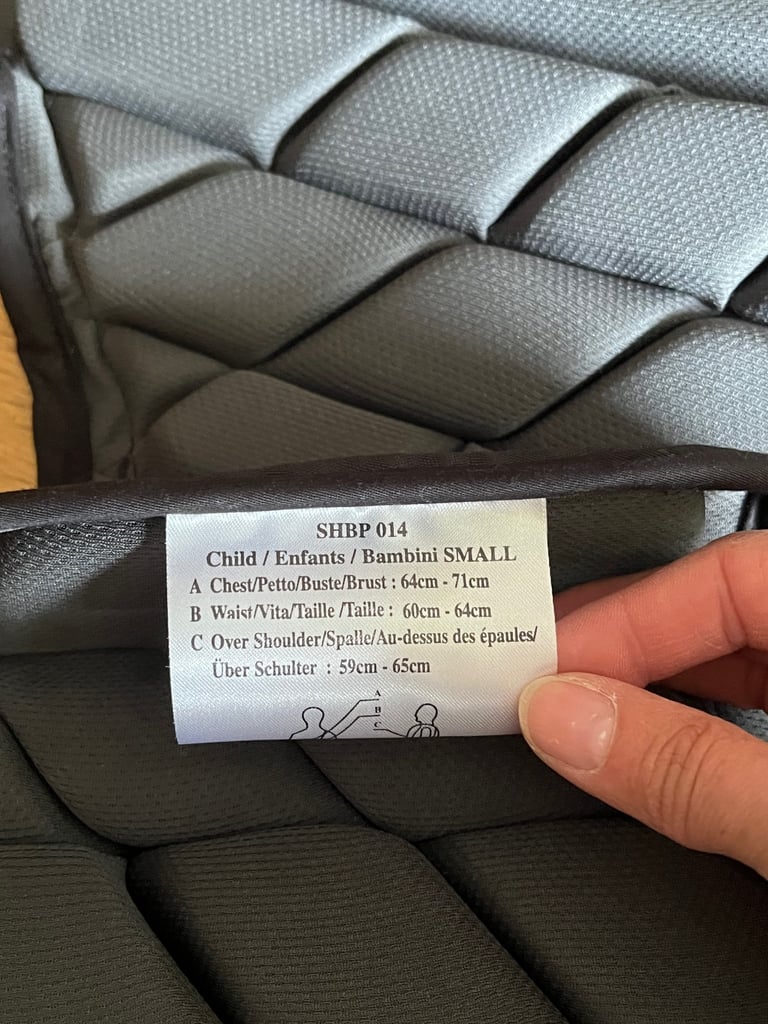 SHBP 014
Child / Enfants / Bambini SMALL
A Chest/Petto/Buste/Brust : 64cm - 71cm
B Waist/Vita/Taille /Taille : 60cm - 64cm
C Over Shoulder/Spalle/Au-dessus des épaules/
Über Schulter : 59cm - 65cm
A
B
C